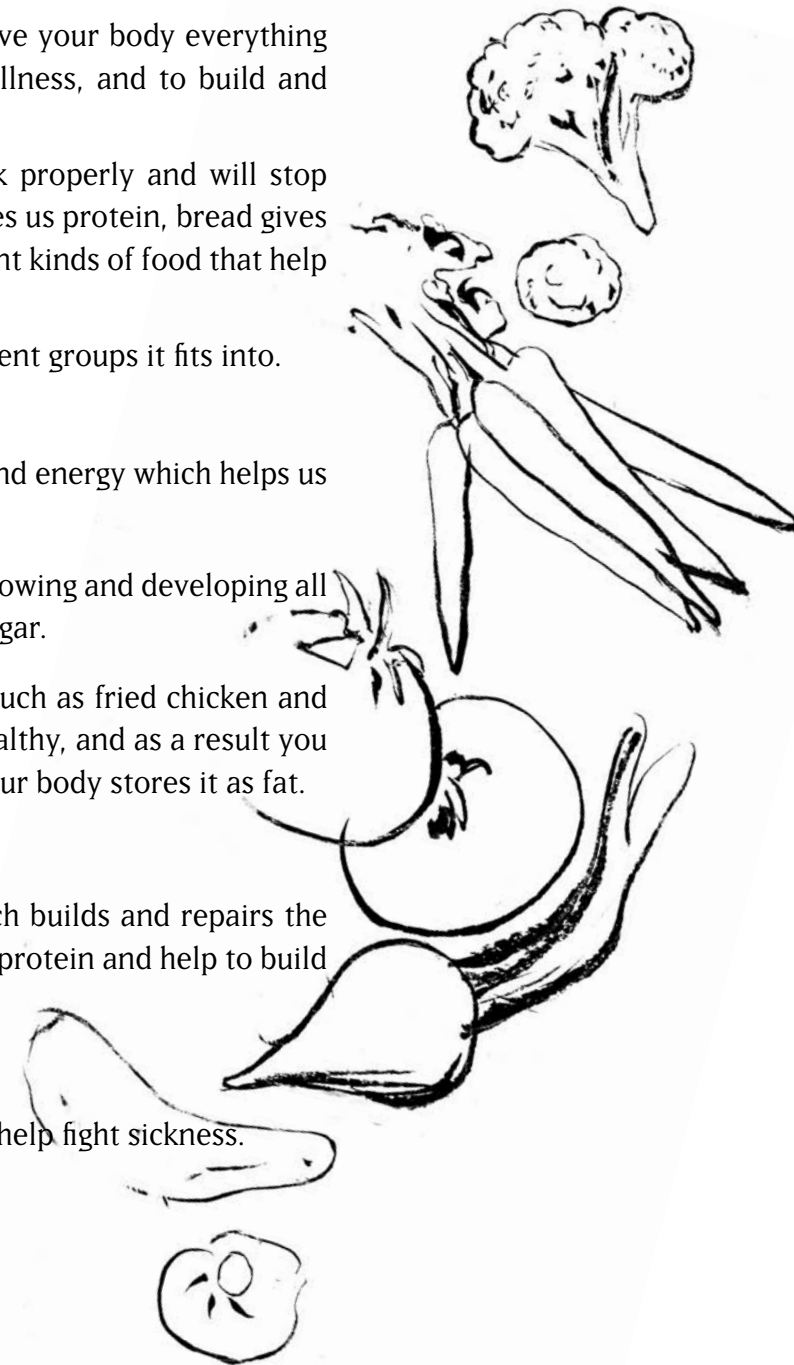 ve your body everything
llness, and to build and
k properly and will stop
es us protein, bread gives
nt kinds of food that help
ent groups it fits into.
nd energy which helps us
owing and developing all
gar.
uch as fried chicken and
althy, and as a result you
ur body stores it as fat.
ch builds and repairs the
protein and help to build
help fight sickness.